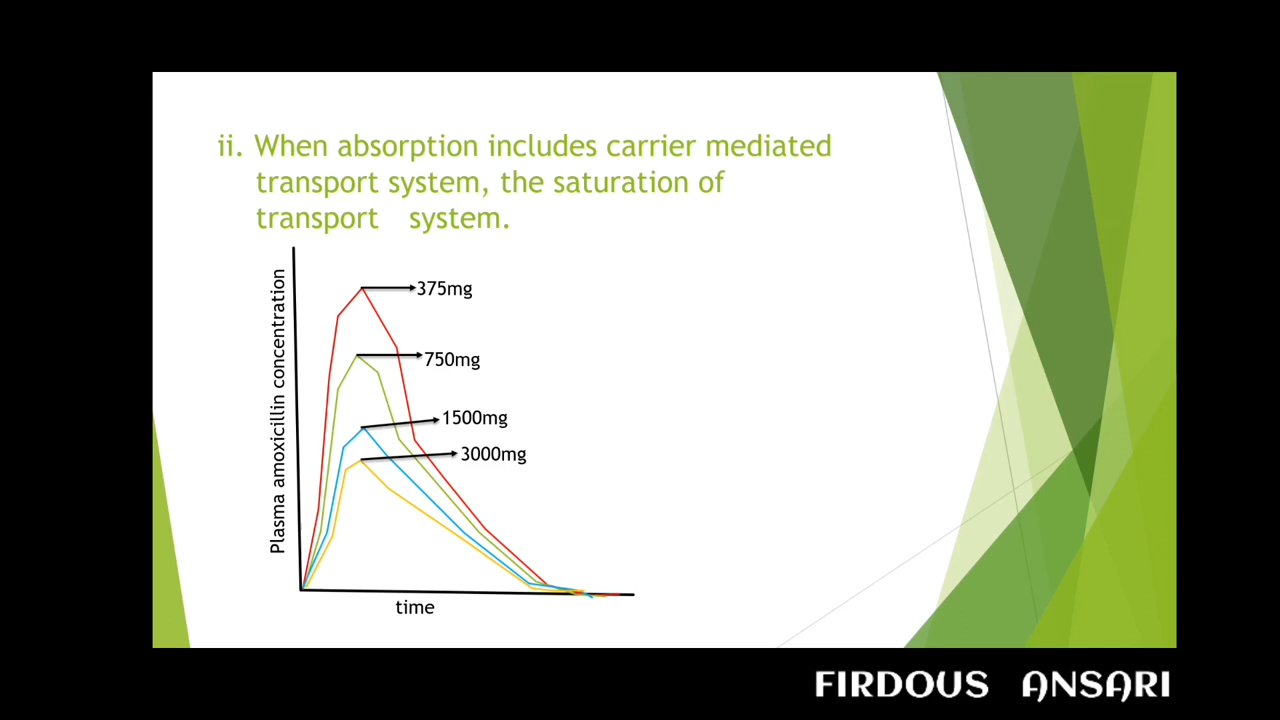 ii. When absorption includes carrier mediated
transport system, the saturation of
transport system.
Plasma amoxicillin concentration
375mg
750mg
1500mg
3000mg
time
FIRDOUS ANSARI